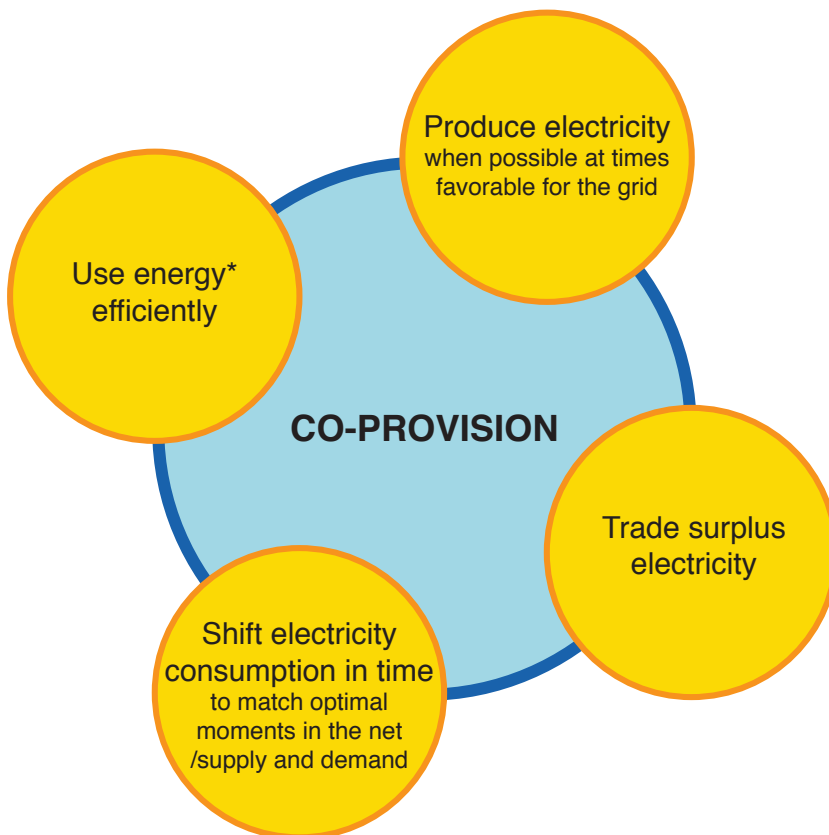 Produce electricity
when possible at times
favorable for the grid
Use energy*
efficiently
CO-PROVISION
Trade surplus
electricity
Shift electricity
consumption in time
to match optimal
moments in the net
/supply and demand